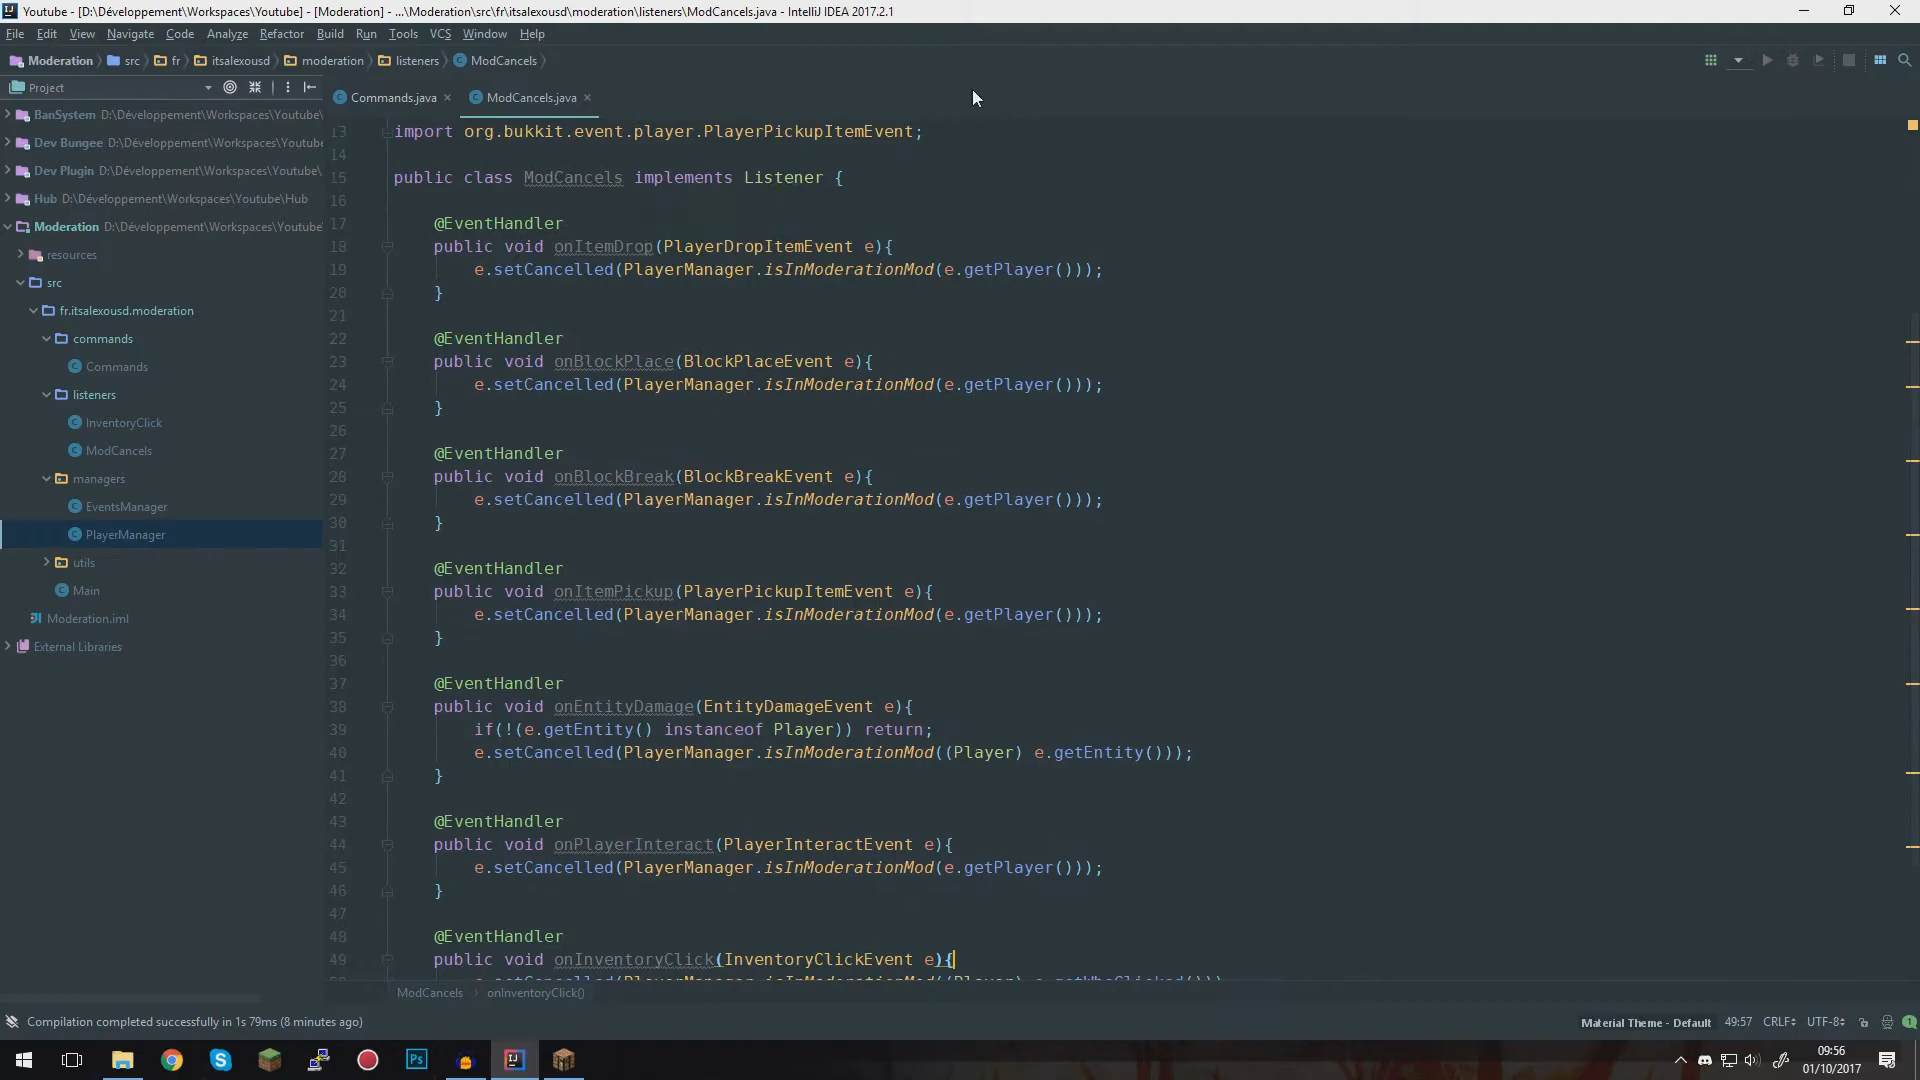 Youtube - [D:\Développement\Workspaces\Youtube] - [Moderation] - ...\Moderation\src\fr\itsalexousd\moderation\listeners\ModCancels.java - IntelliJ IDEA 2017.2.1
File Edit View Navigate Code Analyze Refactor Build Run Tools VCS Window Help
Moderation src fr itsalexousd moderation listeners ModCancels
Project
Commands.java ModCancels.java
BanSystem D:\Développement\Workspaces\Youtube\
Dev Bungee D:\Développement\Workspaces\Youtube
Dev Plugin D:\Développement\Workspaces\Youtube\
Hub D:\Développement\Workspaces\Youtube\Hub
Moderation D:\Développement\Workspaces\Youtube
resources
src
fr.itsalexousd.moderation
commands
Commands
listeners
InventoryClick
ModCancels
managers
EventsManager
PlayerManager
utils
Main
Moderation.iml
External Libraries
13 import org.bukkit.event.player.PlayerPickupItemEvent;
14
15 public class ModCancels implements Listener {
16
17 @EventHandler
18 public void onItemDrop(PlayerDropItemEvent e){
19 e.setCancelled(PlayerManager.isInModerationMod(e.getPlayer()));
20 }
21
22 @EventHandler
23 public void onBlockPlace(BlockPlaceEvent e){
24 e.setCancelled(PlayerManager.isInModerationMod(e.getPlayer()));
25 }
26
27 @EventHandler
28 public void onBlockBreak(BlockBreakEvent e){
29 e.setCancelled(PlayerManager.isInModerationMod(e.getPlayer()));
30 }
31
32 @EventHandler
33 public void onItemPickup(PlayerPickupItemEvent e){
34 e.setCancelled(PlayerManager.isInModerationMod(e.getPlayer()));
35 }
36
37 @EventHandler
38 public void onEntityDamage(EntityDamageEvent e){
39 if(!(e.getEntity() instanceof Player)) return;
40 e.setCancelled(PlayerManager.isInModerationMod((Player) e.getEntity()));
41 }
42
43 @EventHandler
44 public void onPlayerInteract(PlayerInteractEvent e){
45 e.setCancelled(PlayerManager.isInModerationMod(e.getPlayer()));
46 }
47
48 @EventHandler
49 public void onInventoryClick(InventoryClickEvent e){
e.setCancelled(PlayerManager.isInModerationMod((Player) e.getWhoClicked()));
ModCancels onInventoryClick()
Compilation completed successfully in 1s 79ms (8 minutes ago)
Material Theme - Default 49:57 CRLF UTF-8 1
Ps
09:56
01/10/2017